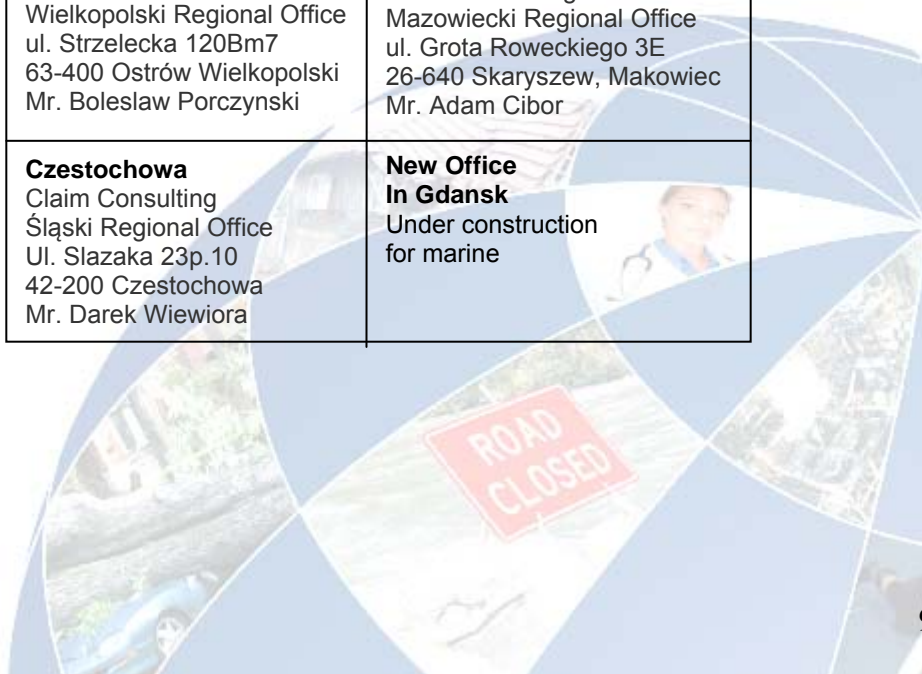 Wielkopolski Regional Office
ul. Strzelecka 120Bm7
63-400 Ostrów Wielkopolski
Mr. Boleslaw Porczynski
Mazowiecki Regional Office
ul. Grota Roweckiego 3E
26-640 Skaryszew, Makowiec
Mr. Adam Cibor
Czestochowa
Claim Consulting
Śląski Regional Office
Ul. Slazaka 23p.10
42-200 Czestochowa
Mr. Darek Wiewiora
New Office
In Gdansk
Under construction
for marine
ROAD
CLOSED